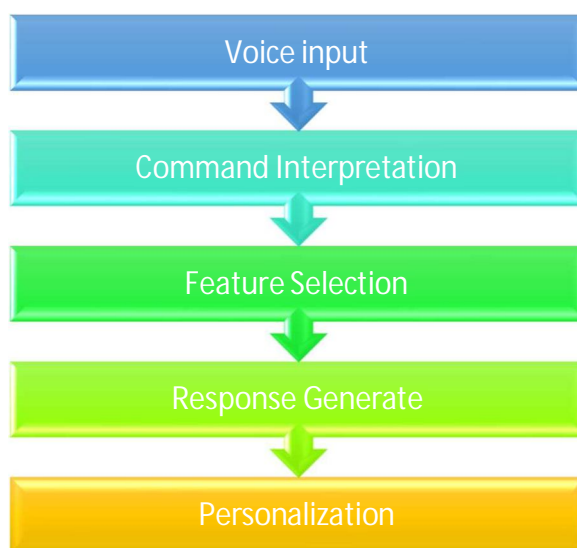 Voice input
Command Interpretation
Feature Selection
Response Generate
Personalization